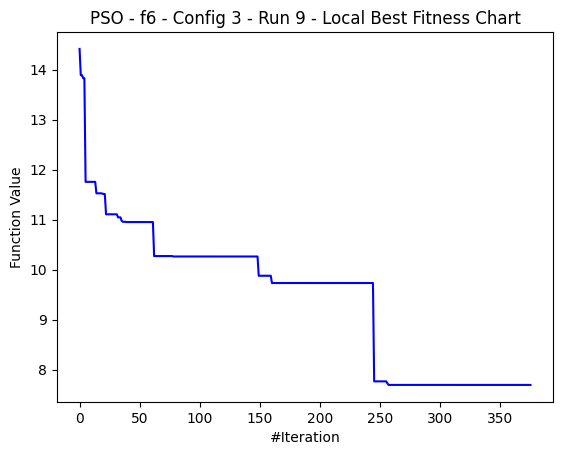 PSO - f6 - Config 3 - Run 9 - Local Best Fitness Chart
Function Value
14
13
12
11
10
9
8
0 50 100 150 200 250 300 350
#Iteration